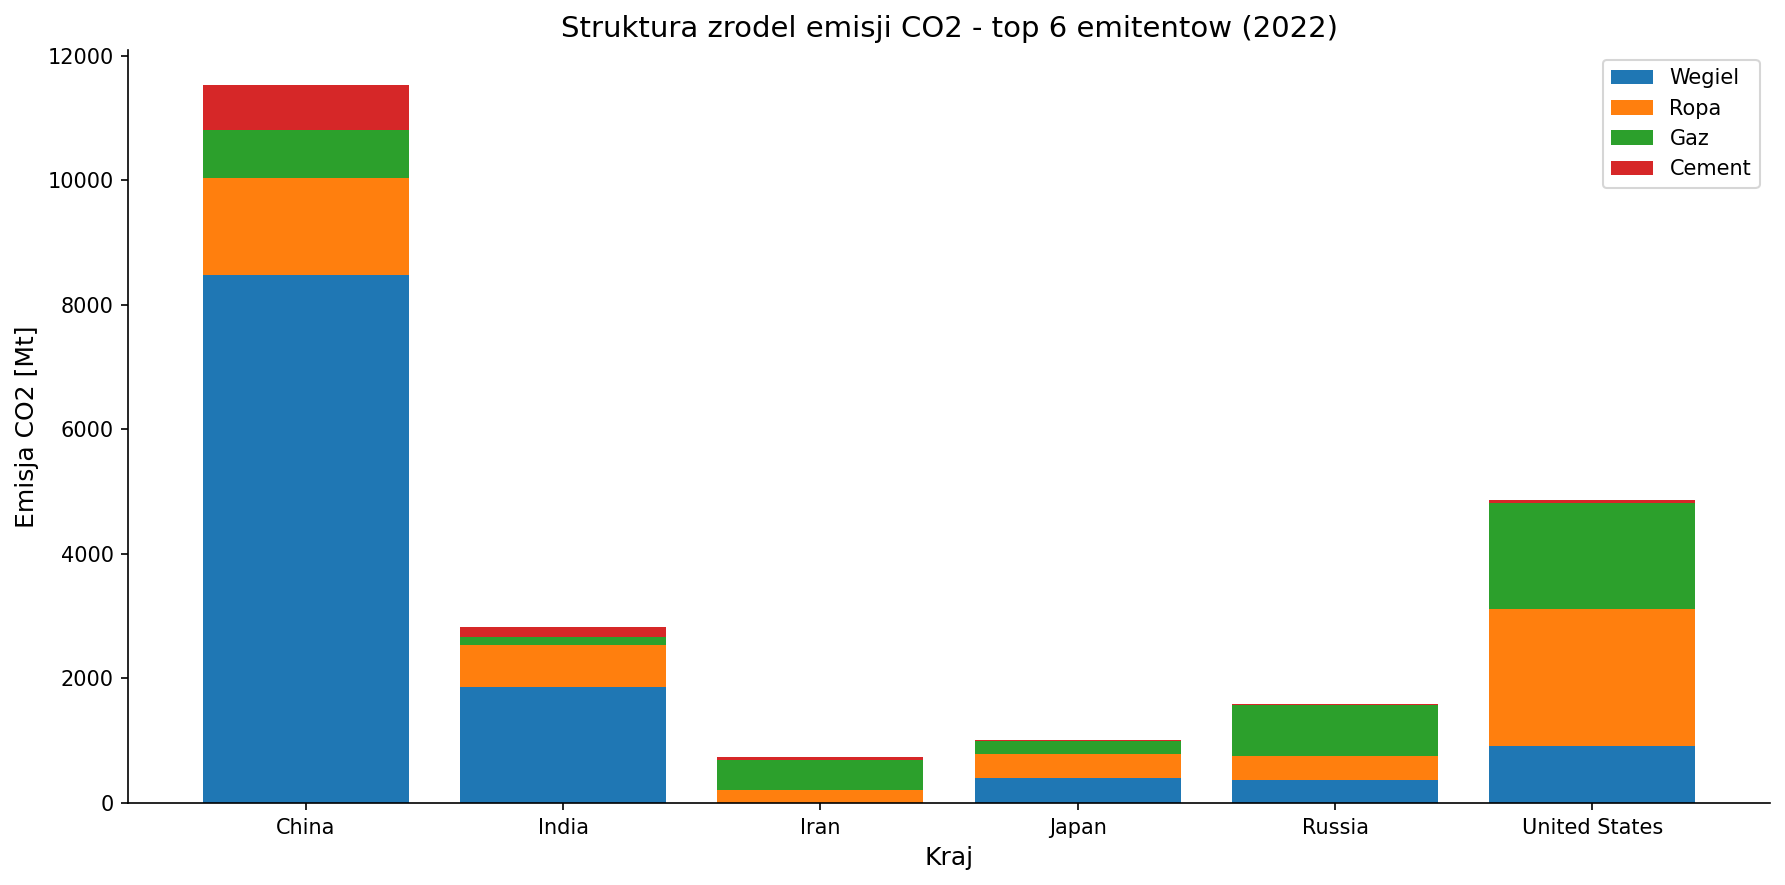 Struktura zrodel emisji CO2 - top 6 emitentow (2022)
Emisja CO2 [Mt]
12000
10000
8000
6000
4000
2000
0
Wegiel
Ropa
Gaz
Cement
China
India
Iran
Japan
Russia
United States
Kraj